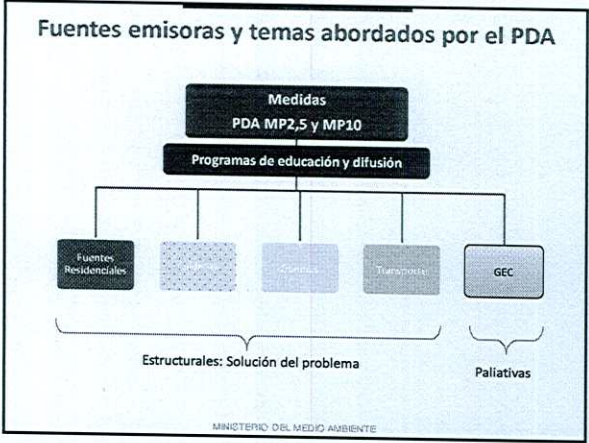 Fuentes emisoras y temas abordados por el PDA
Medidas
PDA MP2,5 y MP10
Programas de educación y difusión
Fuentes
Residenciales
Transporte
GEC
Estructurales: Solución del problema
Paliativas
MINISTERIO DEL MEDIO AMBIENTE